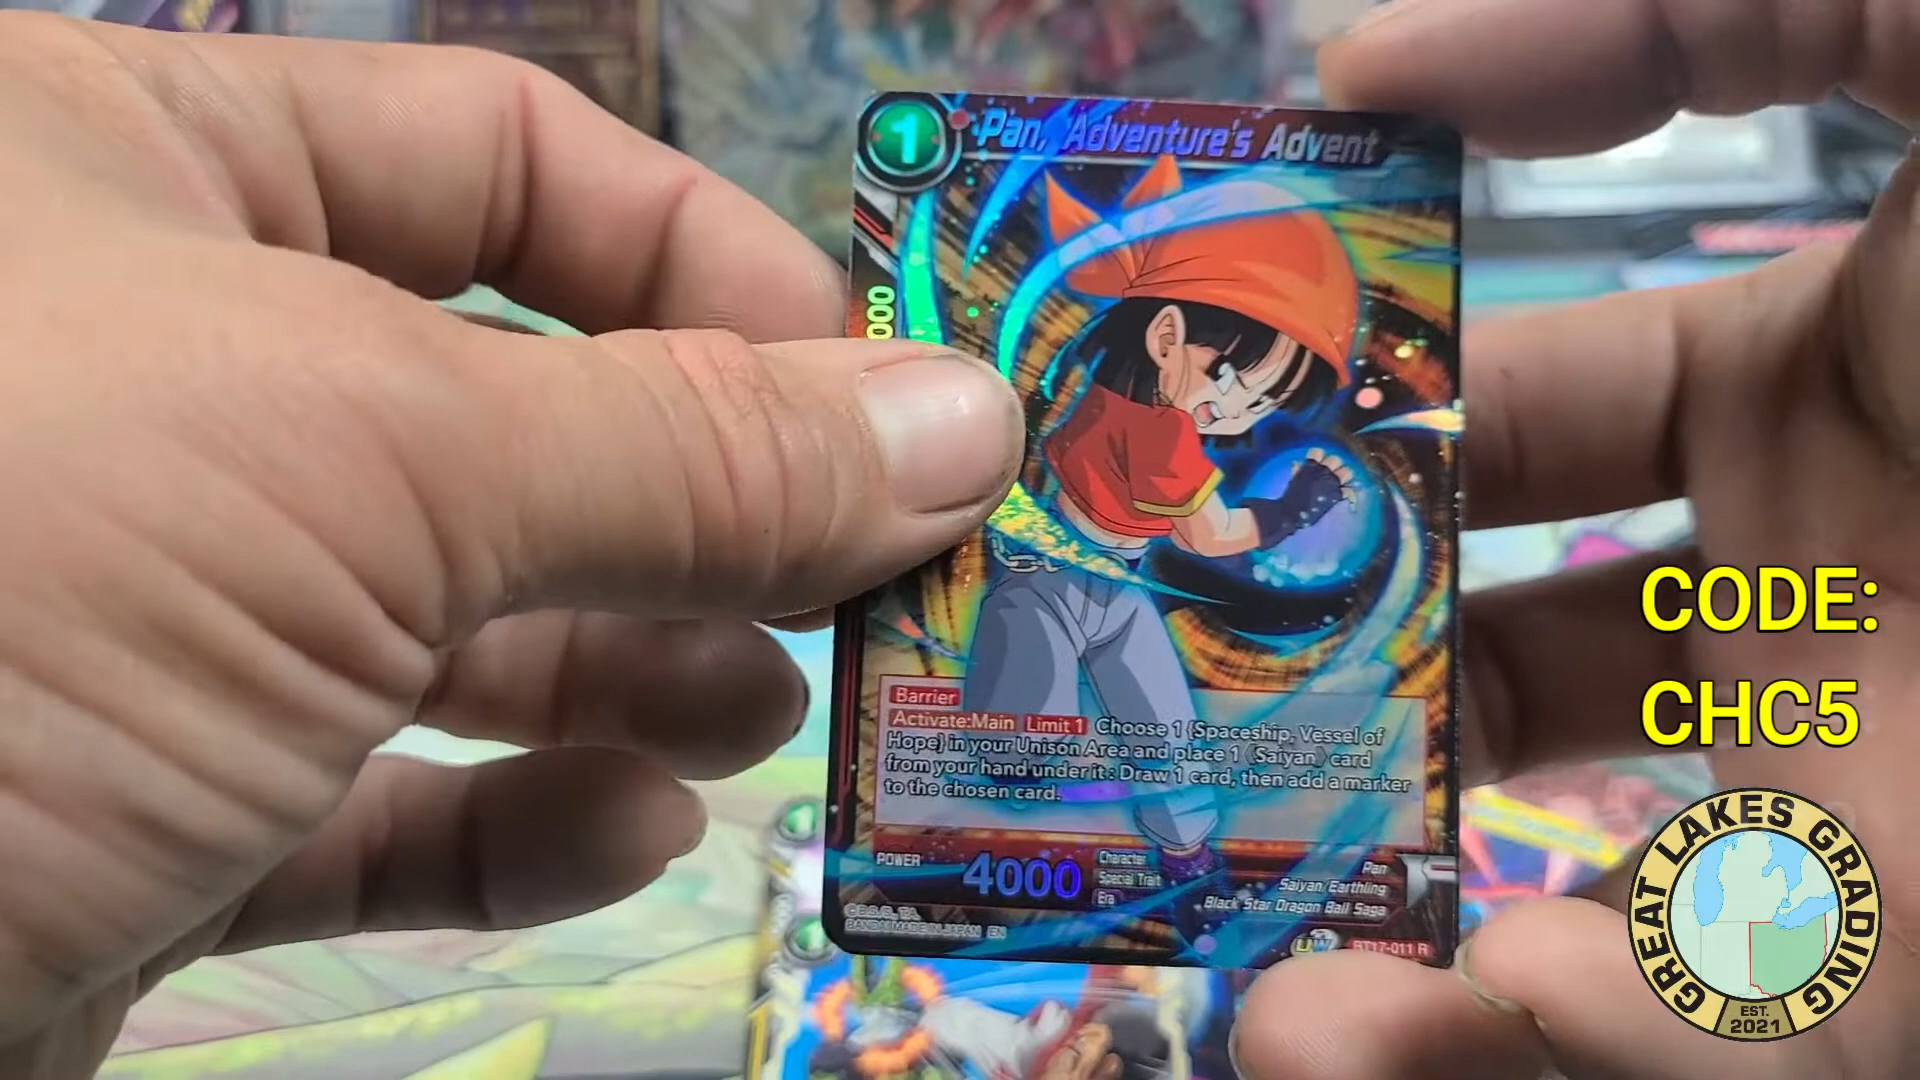 1
Pan, Adventure's Advent
000
Barrier
Activate:Main Limit 1 Choose 1 {Spaceship, Vessel of
Hope} in your Unison Area and place 1 《Saiyan》 card
from your hand under it : Draw 1 card, then add a marker
to the chosen card.
POWER
4000
Character
Pan
Special Trait
Saiyan/Earthling
Era
Black Star Dragon Ball Saga
©B.S./S., T.A.
BANDAI MADE IN JAPAN EN
UW
BT17-011 R
CODE:
CHC5
GREAT LAKES GRADING
EST.
2021